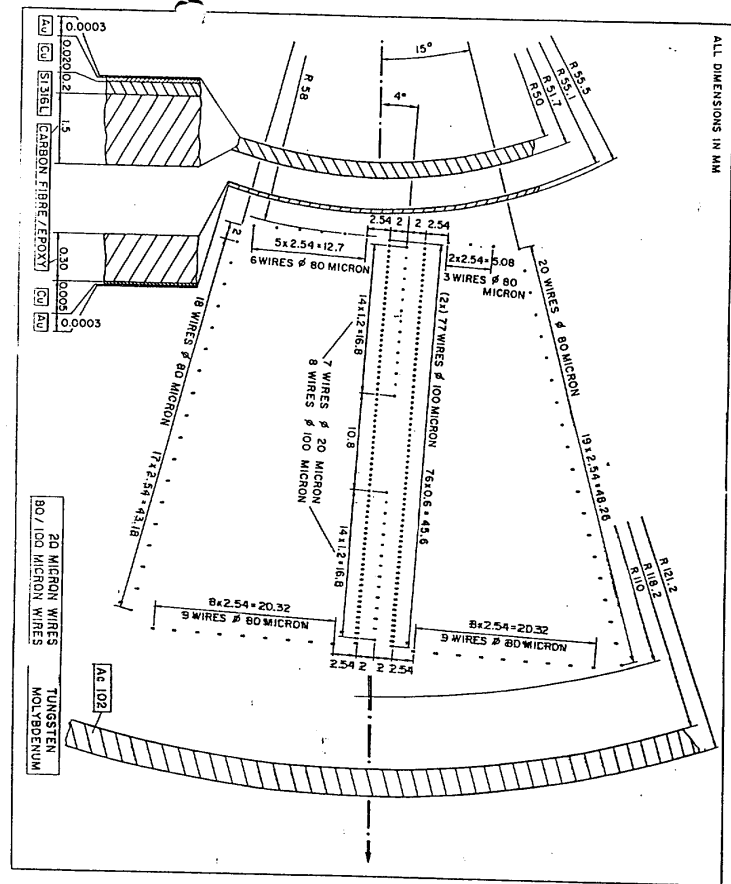 ALL DIMENSIONS IN MM
0.0003
0.020
0.2
1.5
Au
Cu
St 316L
CARBON FIBRE / EPOXY
0.30
0.005
0.0003
Cu
Au
R 58
15°
4°
R 50
R 51.7
R 55.1
R 55.5
2.54
2
2
2.54
2
5x2.54=12.7
6 WIRES ø 80 MICRON
2x2.54=5.08
3 WIRES ø 80
MICRON
20 WIRES ø 80 MICRON
19x2.54=48.26
(2x) 77 WIRES ø 100 MICRON
76x0.6=45.6
14x1.2=16.8
10.8
14x1.2=16.8
7 WIRES ø 20 MICRON
8 WIRES ø 100 MICRON
18 WIRES ø 80 MICRON
17x2.54=43.18
8x2.54=20.32
9 WIRES ø 80 MICRON
8x2.54=20.32
9 WIRES ø 80 MICRON
2.54
2
2
2.54
R 110
R 118.2
R 121.2
Ac 102
20 MICRON WIRES TUNGSTEN
80/100 MICRON WIRES MOLYBDENUM